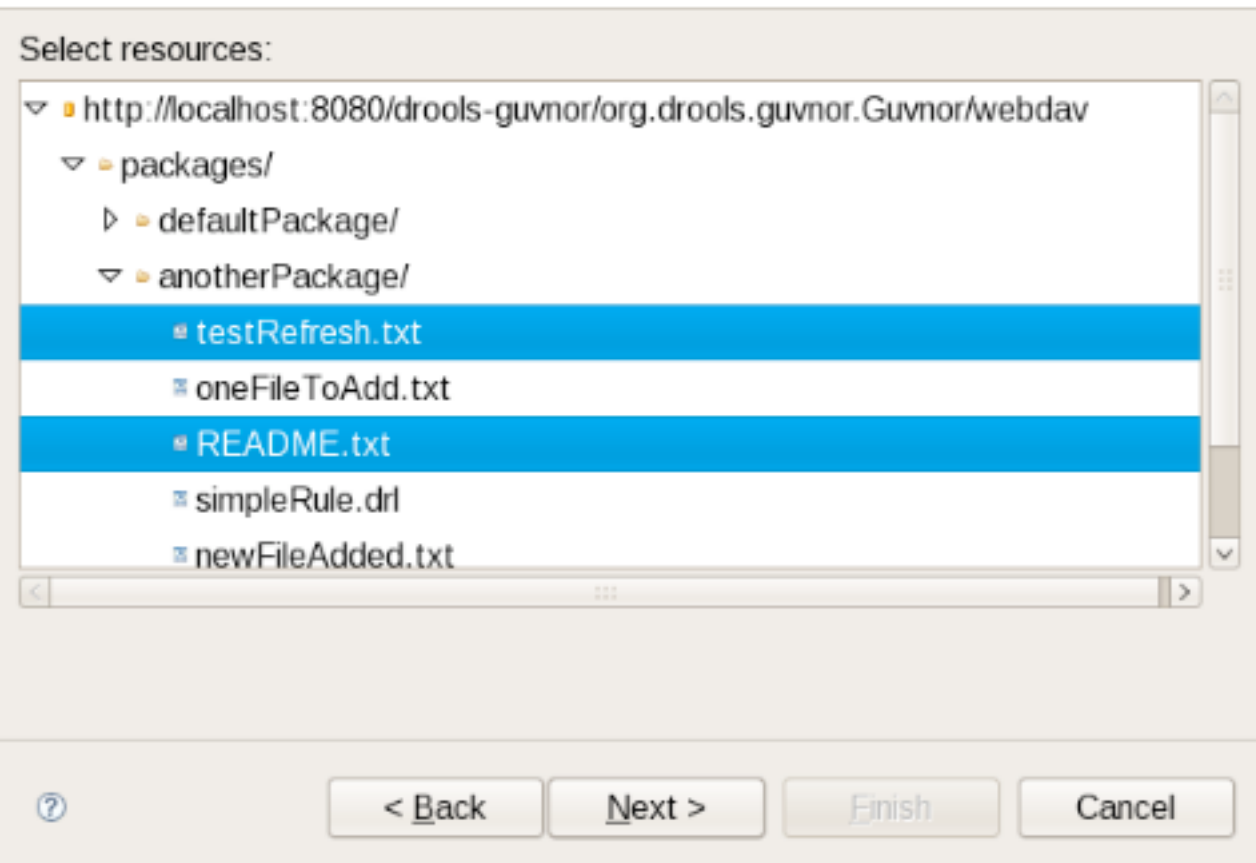 Select resources:
http://localhost:8080/drools-guvnor/org.drools.guvnor.Guvnor/webdav
packages/
defaultPackage/
anotherPackage/
testRefresh.txt
oneFileToAdd.txt
README.txt
simpleRule.drl
newFileAdded.txt
? < Back Next > Finish Cancel